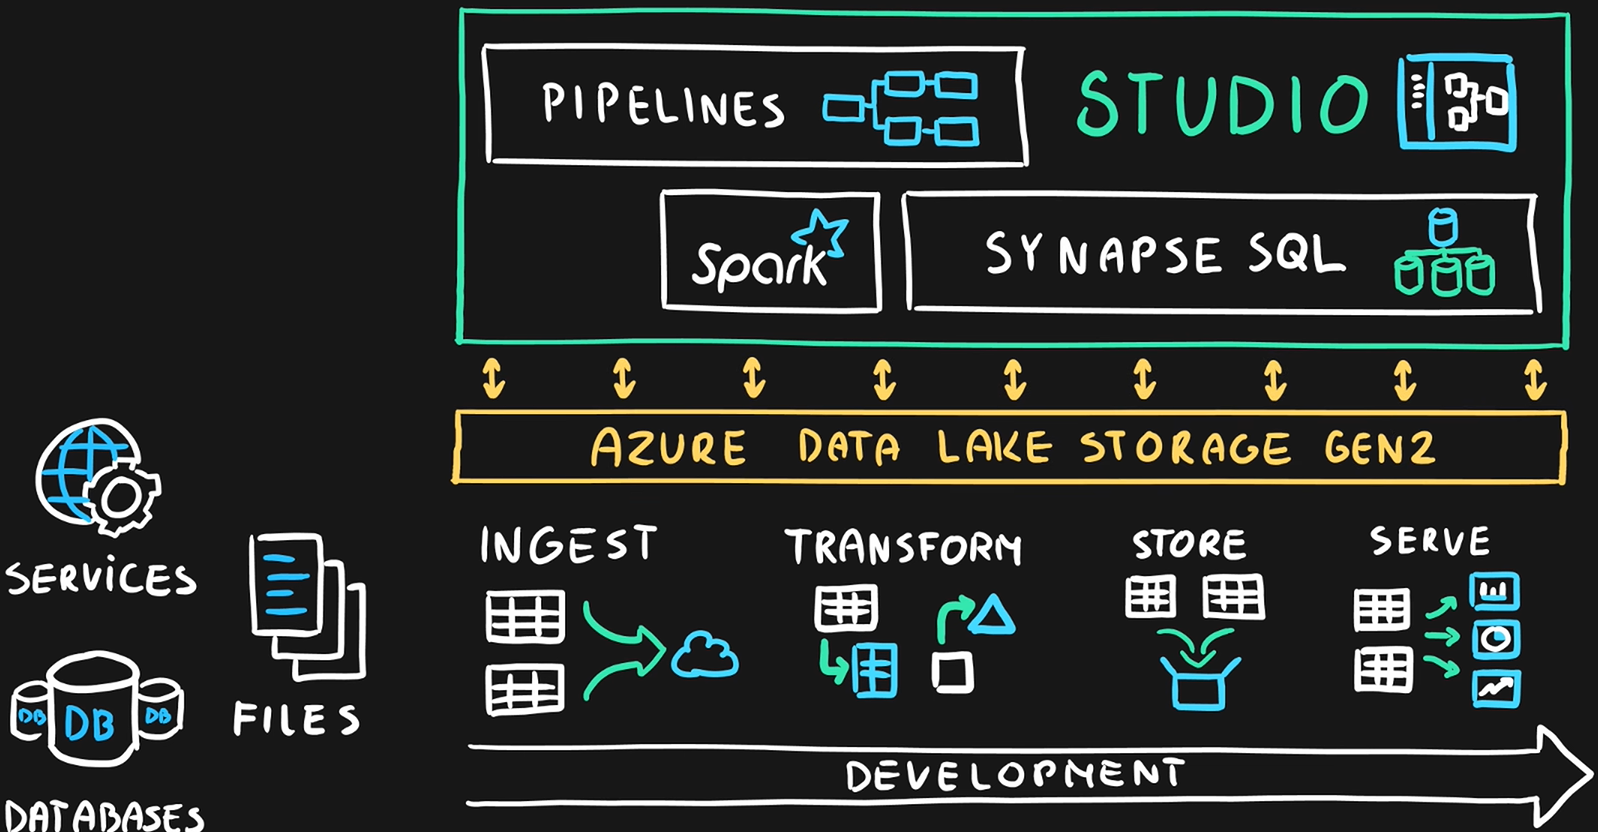 PIPELINES
STUDIO
Spark
SYNAPSE SQL
AZURE DATA LAKE STORAGE GEN2
SERVICES
FILES
DB
DB
DB
DATABASES
INGEST
TRANSFORM
STORE
SERVE
DEVELOPMENT